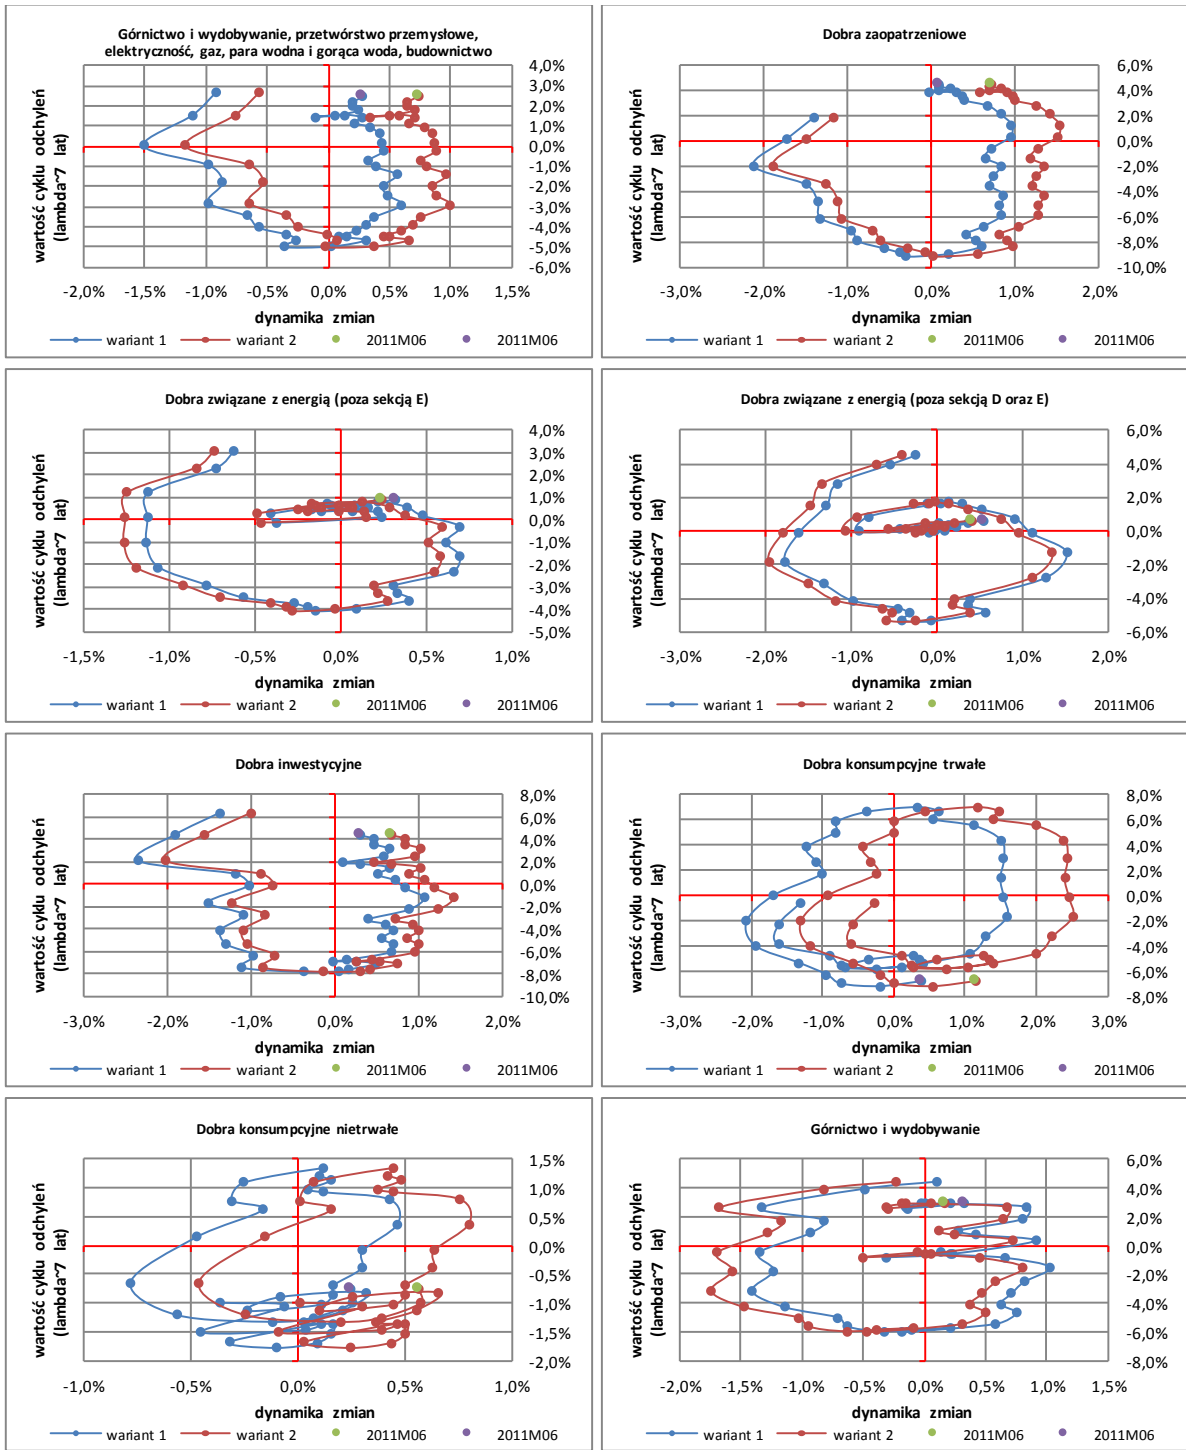 Górnictwo i wydobywanie, przetwórstwo przemysłowe,
elektryczność, gaz, para wodna i gorąca woda, budownictwo
wartość cyklu odchyleń
(lambda~7 lat)
4,0%
3,0%
2,0%
1,0%
0,0%
-1,0%
-2,0%
-3,0%
-4,0%
-5,0%
-6,0%
-2,0% -1,5% -1,0% -0,5% 0,0% 0,5% 1,0% 1,5%
dynamika zmian
wariant 1 wariant 2 2011M06 2011M06
Dobra zaopatrzeniowe
wartość cyklu odchyleń
(lambda~7 lat)
6,0%
4,0%
2,0%
0,0%
-2,0%
-4,0%
-6,0%
-8,0%
-10,0%
-3,0% -2,0% -1,0% 0,0% 1,0% 2,0%
dynamika zmian
wariant 1 wariant 2 2011M06 2011M06
Dobra związane z energią (poza sekcją E)
wartość cyklu odchyleń
(lambda~7 lat)
4,0%
3,0%
2,0%
1,0%
0,0%
-1,0%
-2,0%
-3,0%
-4,0%
-5,0%
-1,5% -1,0% -0,5% 0,0% 0,5% 1,0%
dynamika zmian
wariant 1 wariant 2 2011M06 2011M06
Dobra związane z energią (poza sekcją D oraz E)
wartość cyklu odchyleń
(lambda~7 lat)
6,0%
4,0%
2,0%
0,0%
-2,0%
-4,0%
-6,0%
-3,0% -2,0% -1,0% 0,0% 1,0% 2,0%
dynamika zmian
wariant 1 wariant 2 2011M06 2011M06
Dobra inwestycyjne
wartość cyklu odchyleń
(lambda~7 lat)
8,0%
6,0%
4,0%
2,0%
0,0%
-2,0%
-4,0%
-6,0%
-8,0%
-10,0%
-3,0% -2,0% -1,0% 0,0% 1,0% 2,0%
dynamika zmian
wariant 1 wariant 2 2011M06 2011M06
Dobra konsumpcyjne trwałe
wartość cyklu odchyleń
(lambda~7 lat)
8,0%
6,0%
4,0%
2,0%
0,0%
-2,0%
-4,0%
-6,0%
-8,0%
-3,0% -2,0% -1,0% 0,0% 1,0% 2,0% 3,0%
dynamika zmian
wariant 1 wariant 2 2011M06 2011M06
Dobra konsumpcyjne nietrwałe
wartość cyklu odchyleń
(lambda~7 lat)
1,5%
1,0%
0,5%
0,0%
-0,5%
-1,0%
-1,5%
-2,0%
-1,0% -0,5% 0,0% 0,5% 1,0%
dynamika zmian
wariant 1 wariant 2 2011M06 2011M06
Górnictwo i wydobywanie
wartość cyklu odchyleń
(lambda~7 lat)
6,0%
4,0%
2,0%
0,0%
-2,0%
-4,0%
-6,0%
-8,0%
-2,0% -1,5% -1,0% -0,5% 0,0% 0,5% 1,0% 1,5%
dynamika zmian
wariant 1 wariant 2 2011M06 2011M06